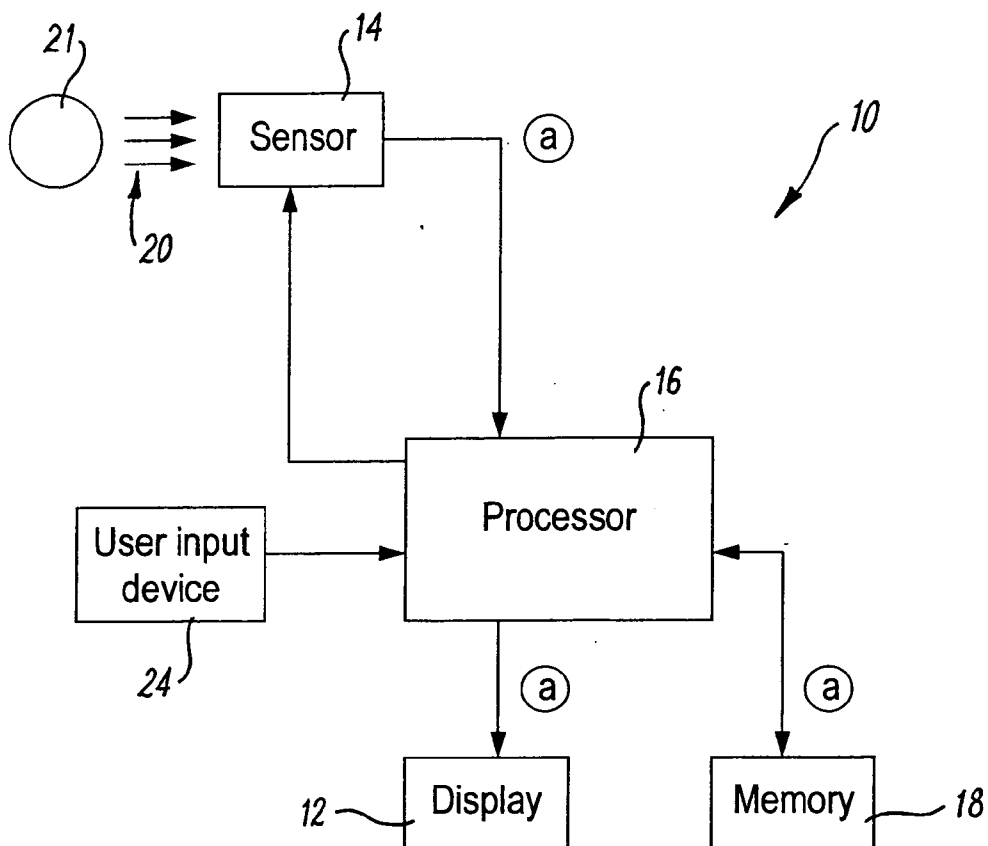 21
14
Sensor
a
10
20
16
Processor
User input
device
24
a
a
12
Display
Memory
18